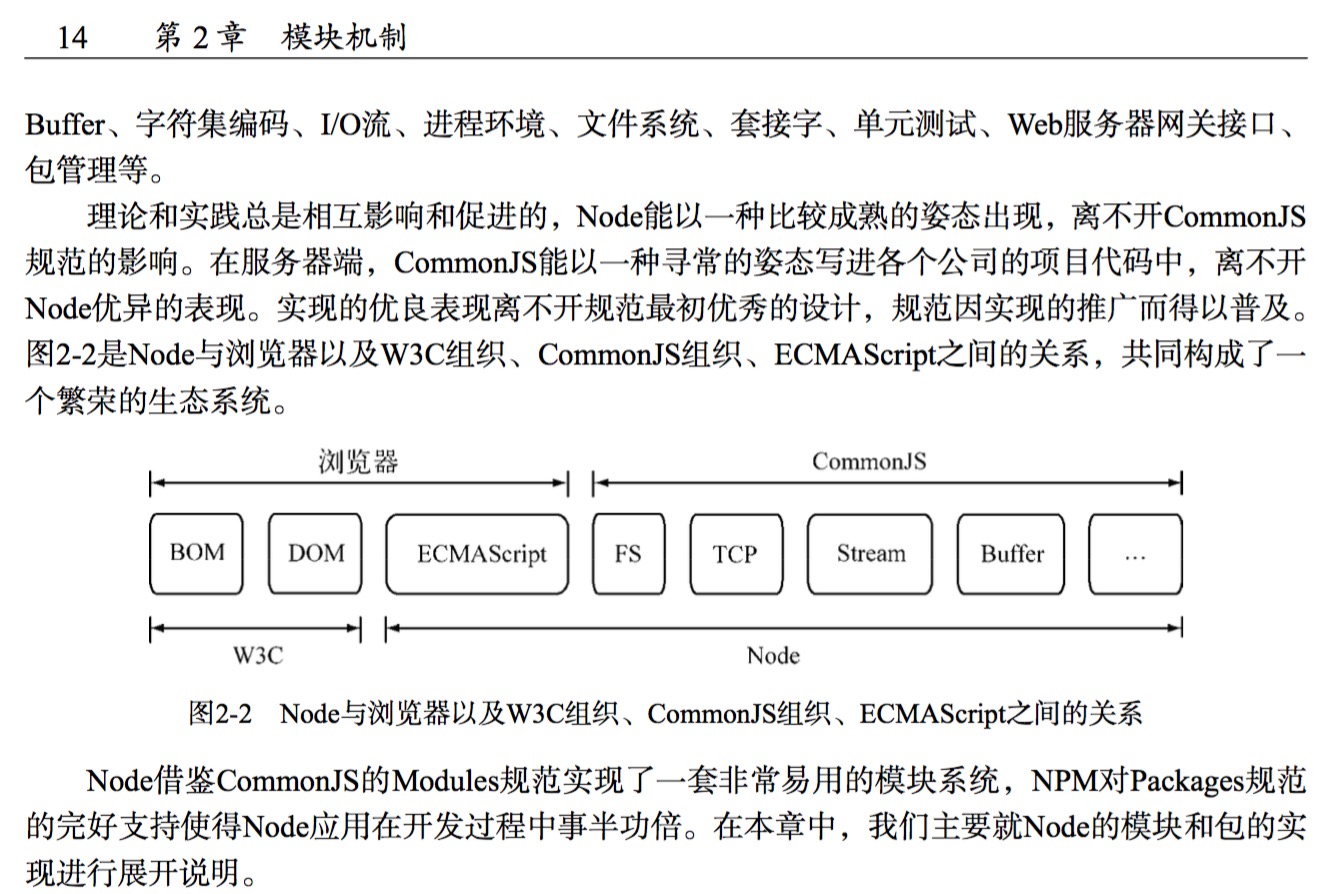 14 第 2 章 模块机制
Buffer、字符集编码、I/O流、进程环境、文件系统、套接字、单元测试、Web服务器网关接口、
包管理等。
理论和实践总是相互影响和促进的，Node能以一种比较成熟的姿态出现，离不开CommonJS
规范的影响。在服务器端，CommonJS能以一种寻常的姿态写进各个公司的项目代码中，离不开
Node优异的表现。实现的优良表现离不开规范最初优秀的设计，规范因实现的推广而得以普及。
图2-2是Node与浏览器以及W3C组织、CommonJS组织、ECMAScript之间的关系，共同构成了一
个繁荣的生态系统。
浏览器 CommonJS
BOM DOM ECMAScript FS TCP Stream Buffer ...
W3C Node
图2-2 Node与浏览器以及W3C组织、CommonJS组织、ECMAScript之间的关系
Node借鉴CommonJS的Modules规范实现了一套非常易用的模块系统，NPM对Packages规范
的完好支持使得Node应用在开发过程中事半功倍。在本章中，我们主要就Node的模块和包的实
现进行展开说明。